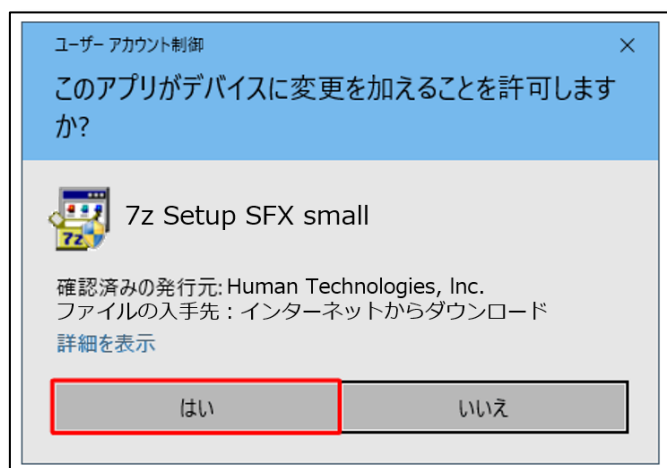 ユーザー アカウント制御
このアプリがデバイスに変更を加えることを許可します
か?
7z
7z Setup SFX small
確認済みの発行元: Human Technologies, Inc.
ファイルの入手先：インターネットからダウンロード
詳細を表示
はい
いいえ